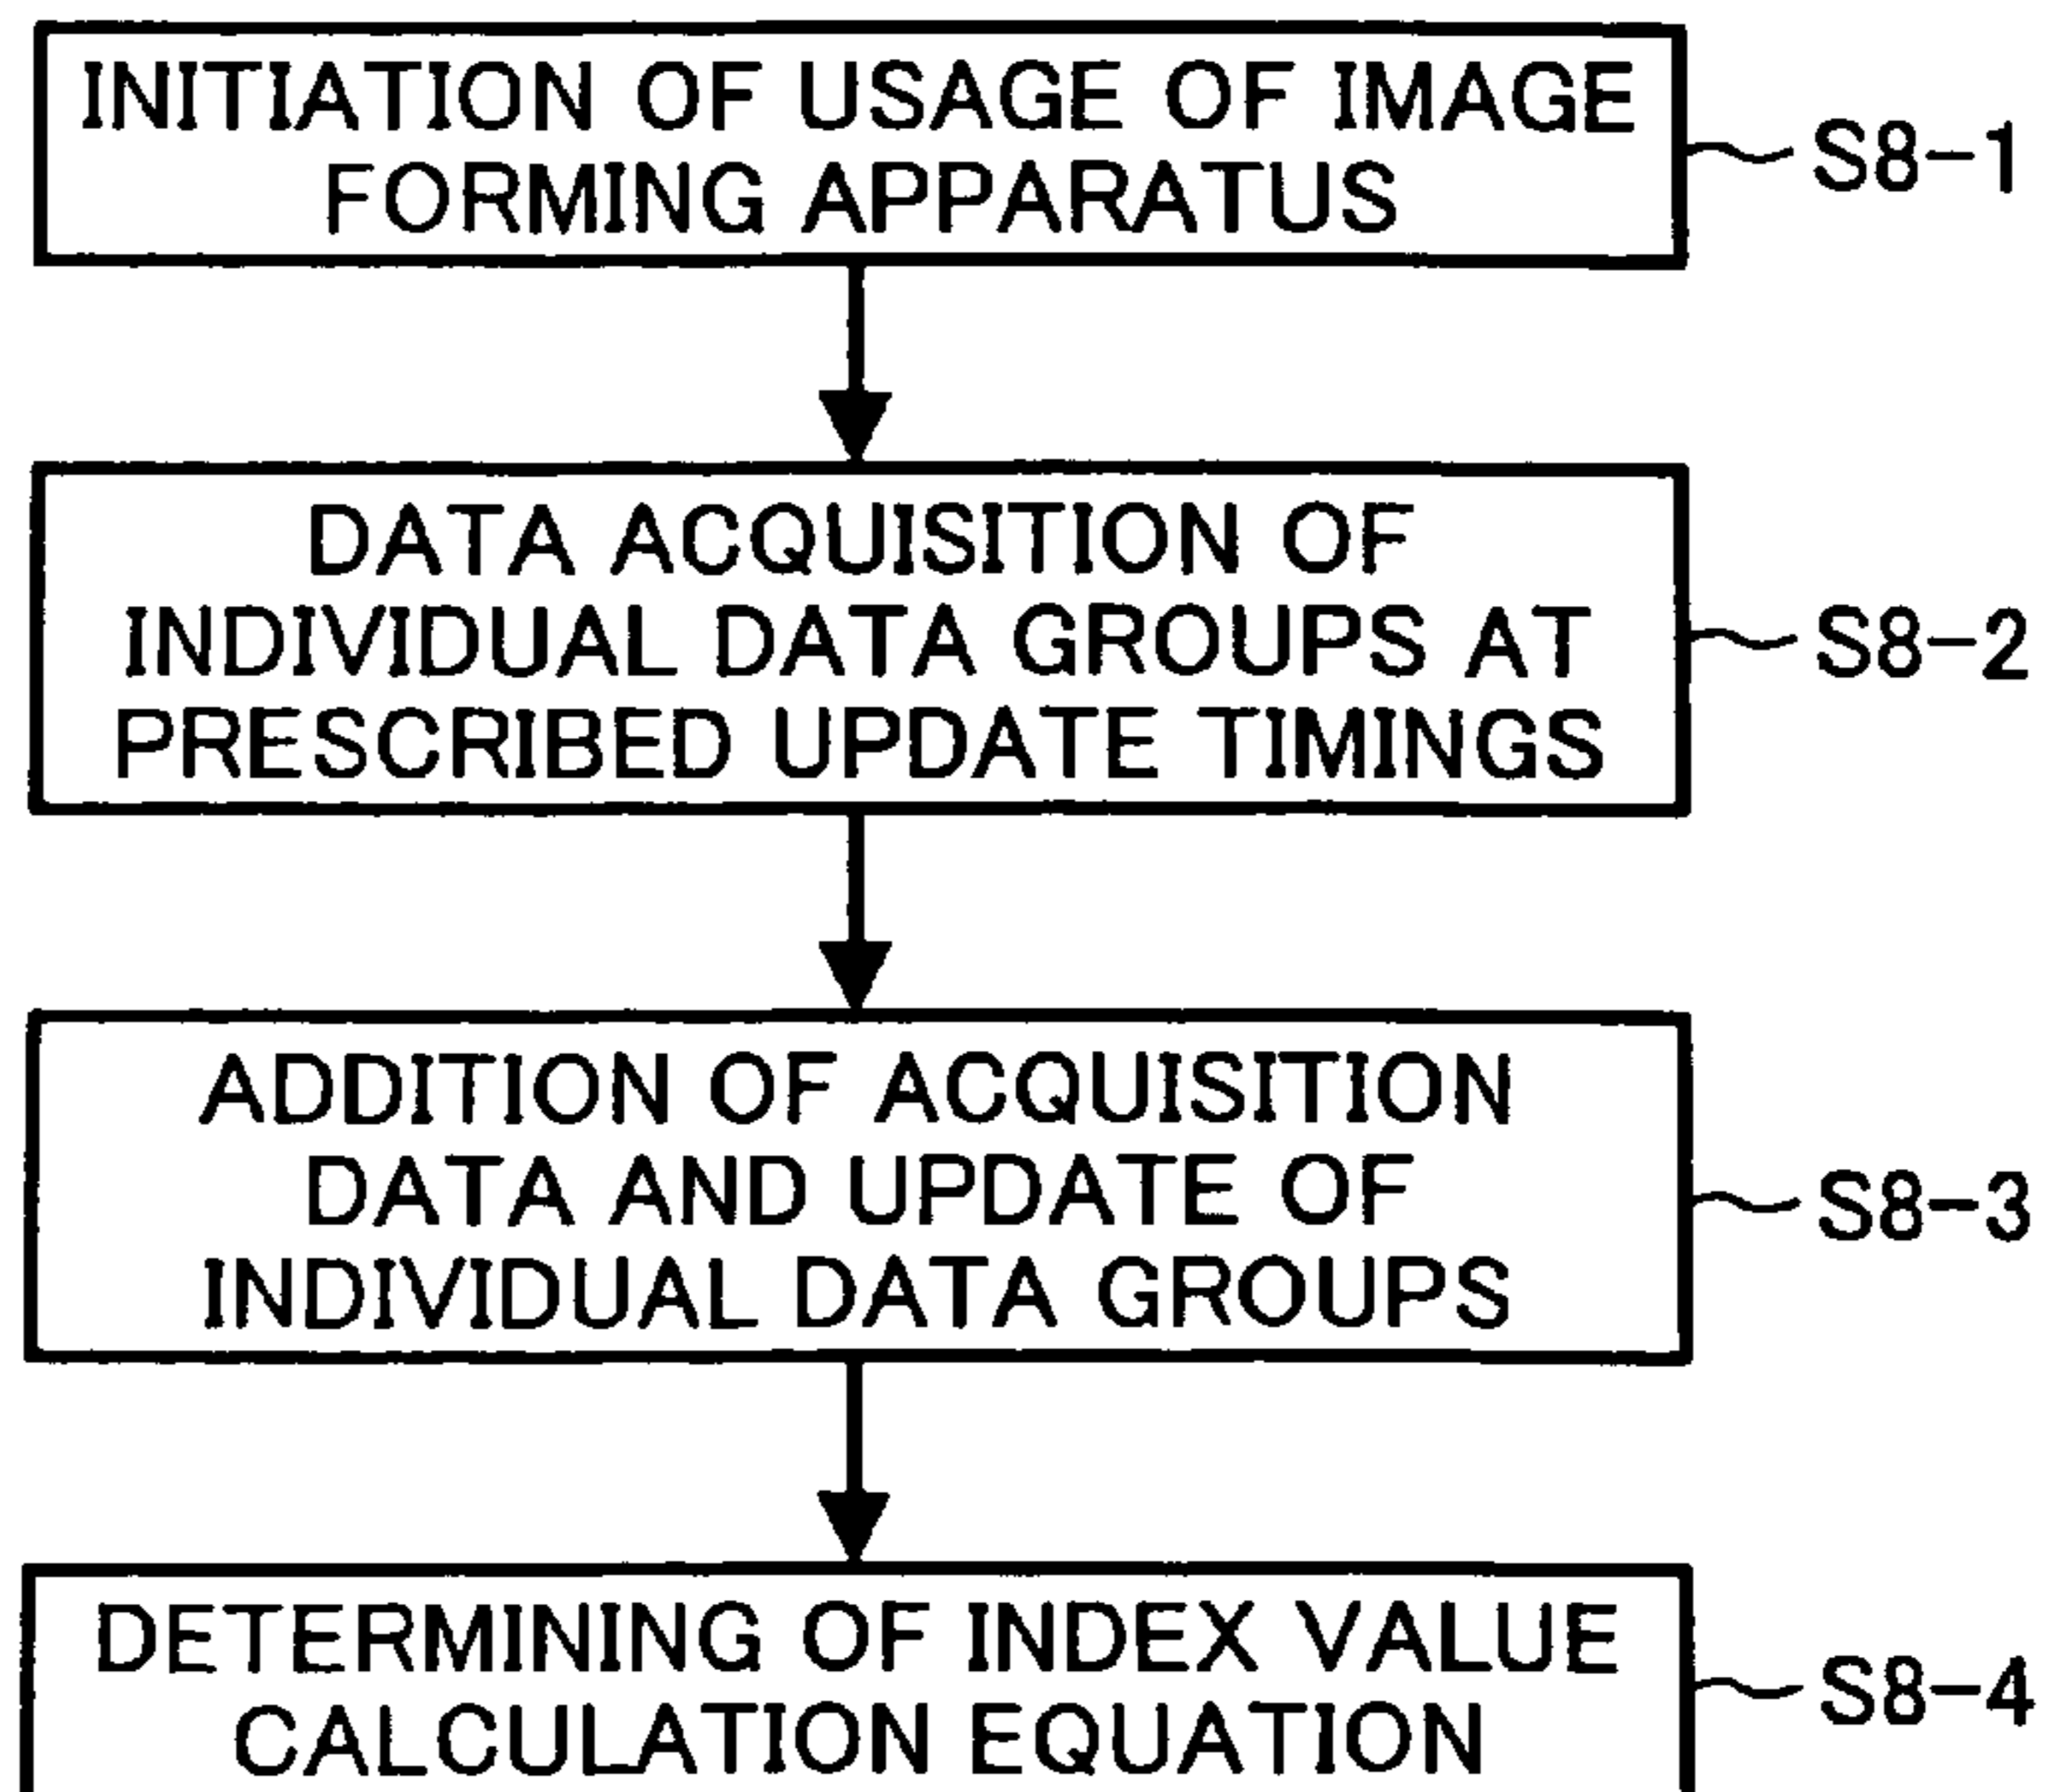 INITIATION OF USAGE OF IMAGE
FORMING APPARATUS
S8-1
DATA ACQUISITION OF
INDIVIDUAL DATA GROUPS AT
PRESCRIBED UPDATE TIMINGS
S8-2
ADDITION OF ACQUISITION
DATA AND UPDATE OF
INDIVIDUAL DATA GROUPS
S8-3
DETERMINING OF INDEX VALUE
CALCULATION EQUATION
S8-4